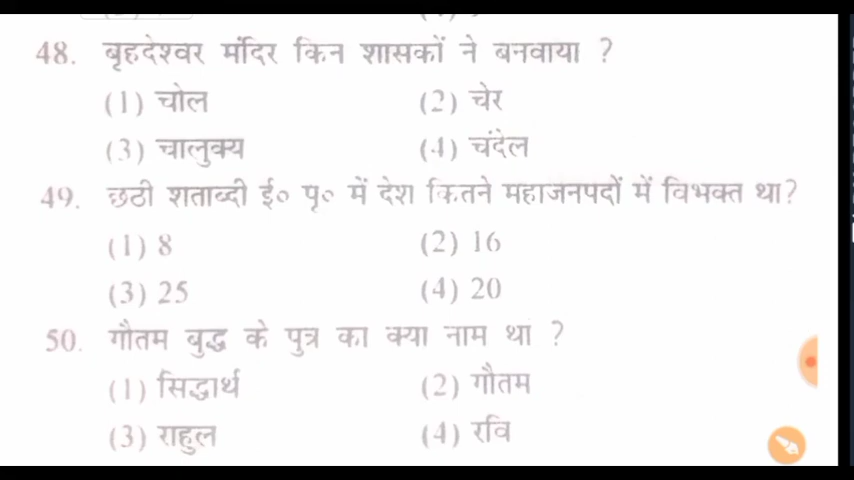 48. बृहदेश्वर मंदिर किन शासकों ने बनवाया ?
(1) चोल (2) चेर
(3) चालुक्य (4) चंदेल
49. छठी शताब्दी ई० पृ० में देश कितने महाजनपदों में विभक्त था?
(1) 8 (2) 16
(3) 25 (4) 20
50. गौतम बुद्ध के पुत्र का क्या नाम था ?
(1) सिद्धार्थ (2) गौतम
(3) राहुल (4) रवि